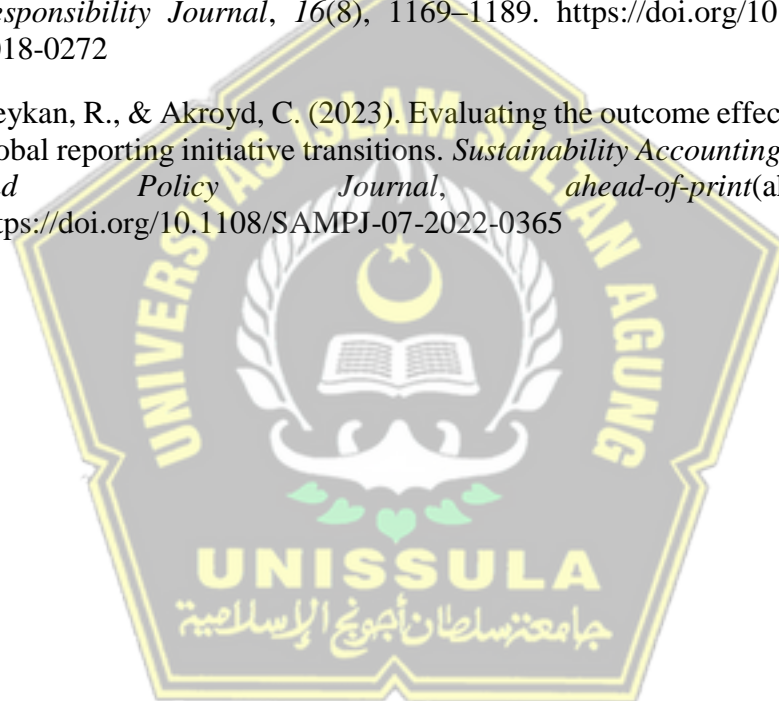 esponsibility Journal, 16(8), 1169–1189. https://doi.org/10
018-0272
eykan, R., & Akroyd, C. (2023). Evaluating the outcome effec
obal reporting initiative transitions. Sustainability Accounting
d Policy Journal, ahead-of-print(al
tps://doi.org/10.1108/SAMPJ-07-2022-0365
UNIVERSITAS ISLAM SULTAN AGUNG
UNISSULA
جامعة سلطان أجونج الإسلامية